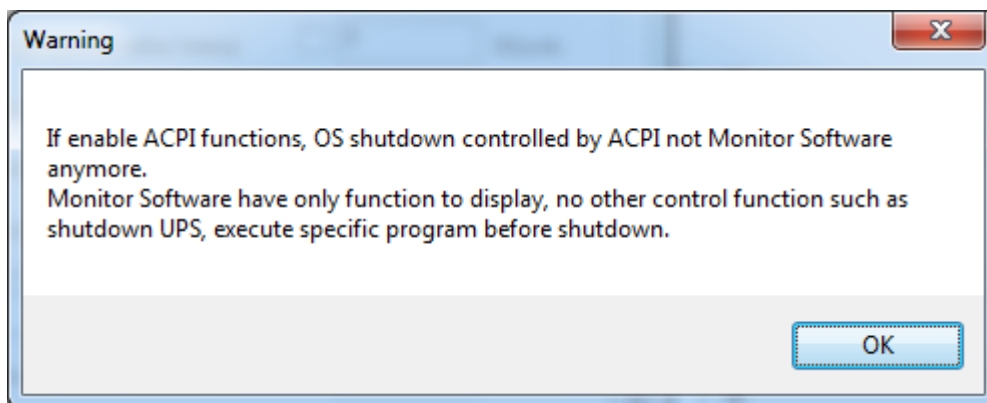 Warning
If enable ACPI functions, OS shutdown controlled by ACPI not Monitor Software
anymore.
Monitor Software have only function to display, no other control function such as
shutdown UPS, execute specific program before shutdown.
OK